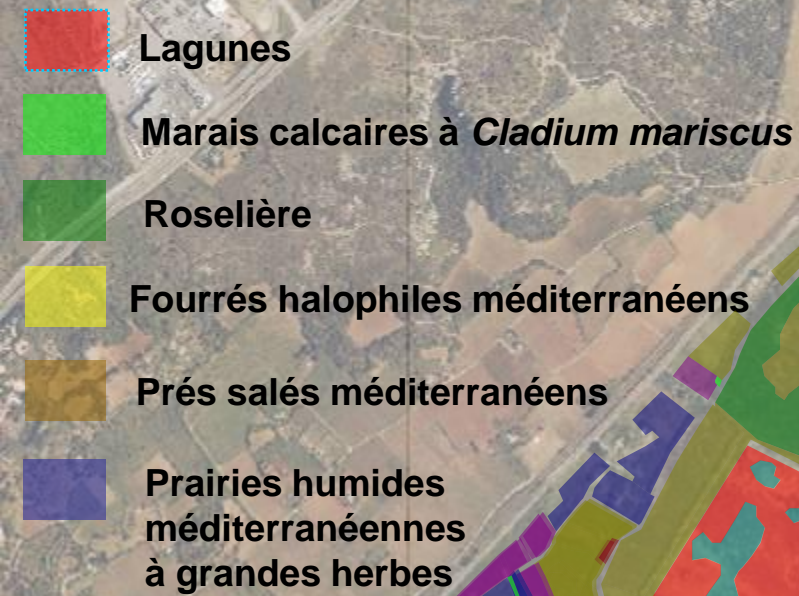 Lagunes
Marais calcaires à Cladium mariscus
Roselière
Fourrés halophiles méditerranéens
Prés salés méditerranéens
Prairies humides
méditerranéennes
à grandes herbes